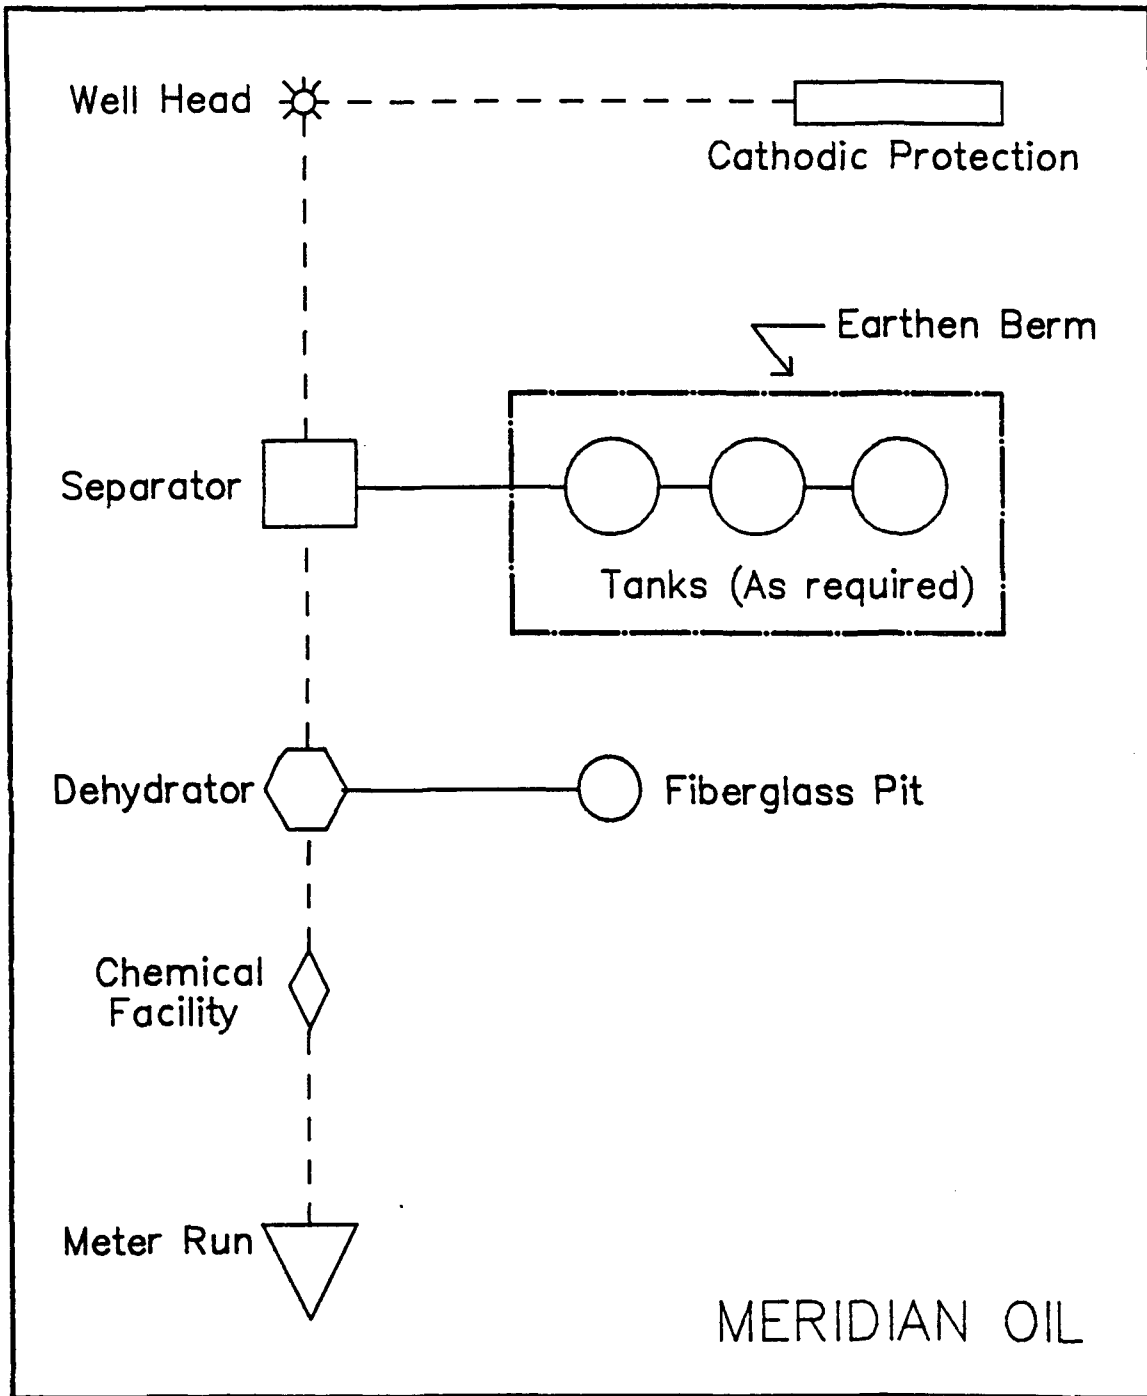 Well Head
Cathodic Protection
Earthen Berm
Separator
Tanks (As required)
Dehydrator
Fiberglass Pit
Chemical
Facility
Meter Run
MERIDIAN OIL